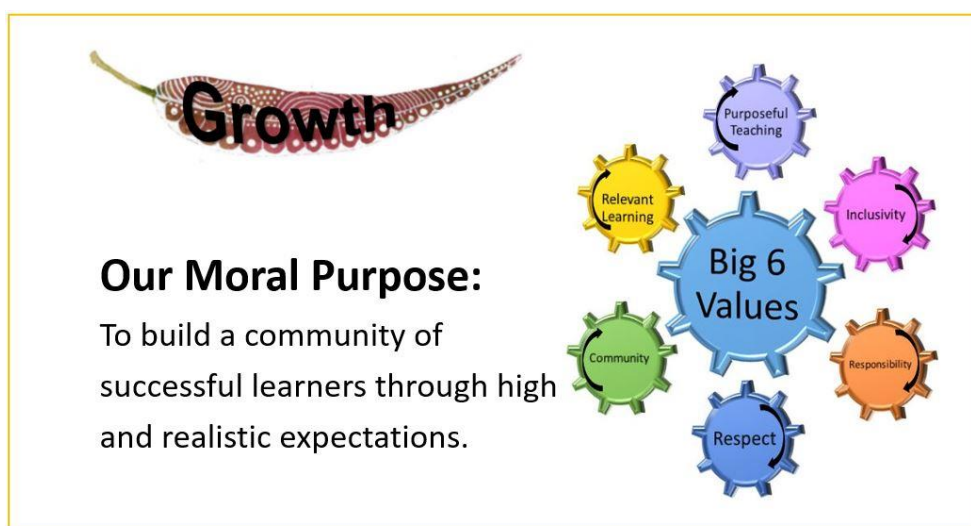 Growth
Our Moral Purpose:
To build a community of
successful learners through high
and realistic expectations.
Purposeful
Teaching
Relevant
Learning
Inclusivity
Big 6
Values
Community
Responsibility
Respect